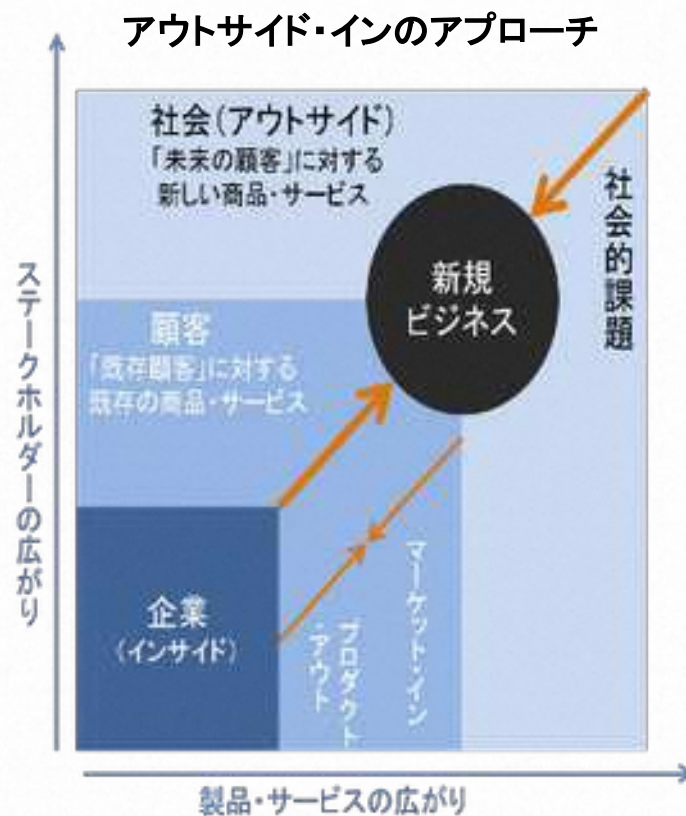 アウトサイド・インのアプローチ
社会(アウトサイド)
「未来の顧客」に対する
新しい商品・サービス
社会的課題
新規
ビジネス
顧客
「既存顧客」に対する
既存の商品・サービス
ステークホルダーの広がり
企業
(インサイド)
プロダクト
・アウト
マーケット・イン
製品・サービスの広がり